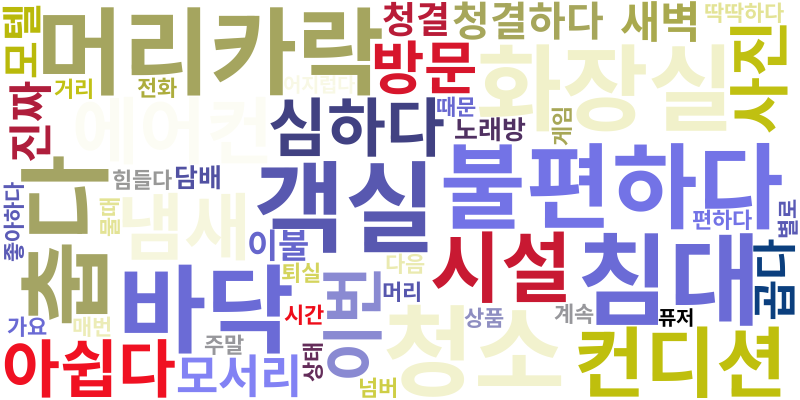 모텔
머리카락
청결
청결하다
새벽
딱딱하다
거리
전화
어지럽다
방문
화장실
사진
진짜
에어컨
심하다
때문
노래방
게임
춥다
힘들다
담배
객실
불편하다
좋아하다
물때
냄새
이불
편하다
별로
바닥
퇴실
이번
다음
시설
침대
곱다
머리
시간
가요
매번
주말
상태
청소
상품
계속
퓨저
아쉽다
모서리
넘버
컨디션